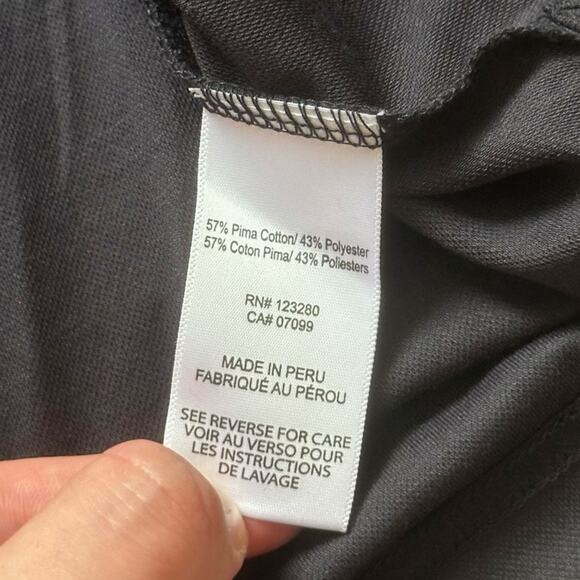 57% Pima Cotton/ 43% Polyester
57% Coton Pima/ 43% Poliesters
RN# 123280
CA# 07099
MADE IN PERU
FABRIQUÉ AU PÉROU
SEE REVERSE FOR CARE
VOIR AU VERSO POUR
LES INSTRUCTIONS
DE LAVAGE